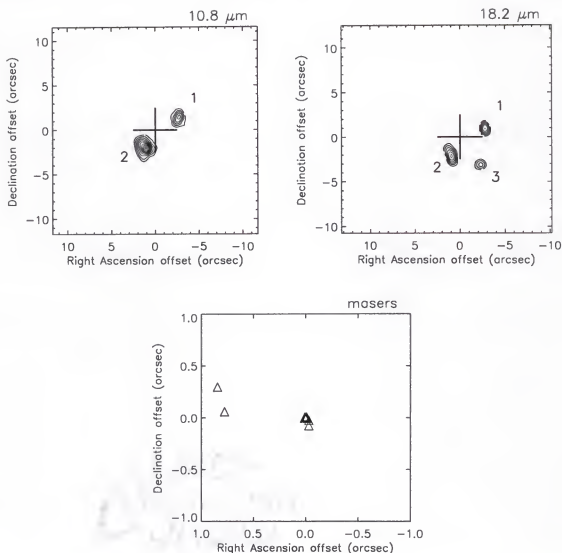 10.8 μm
Declination offset (arcsec)
10
5
0
-5
-10
1
2
10 5 0 -5 -10
Right Ascension offset (arcsec)
18.2 μm
Declination offset (arcsec)
10
5
0
-5
-10
1
2
3
10 5 0 -5 -10
Right Ascension offset (arcsec)
masers
Declination offset (arcsec)
1.0
0.5
0.0
-0.5
-1.0
1.0 0.5 0.0 -0.5 -1.0
Right Ascension offset (arcsec)